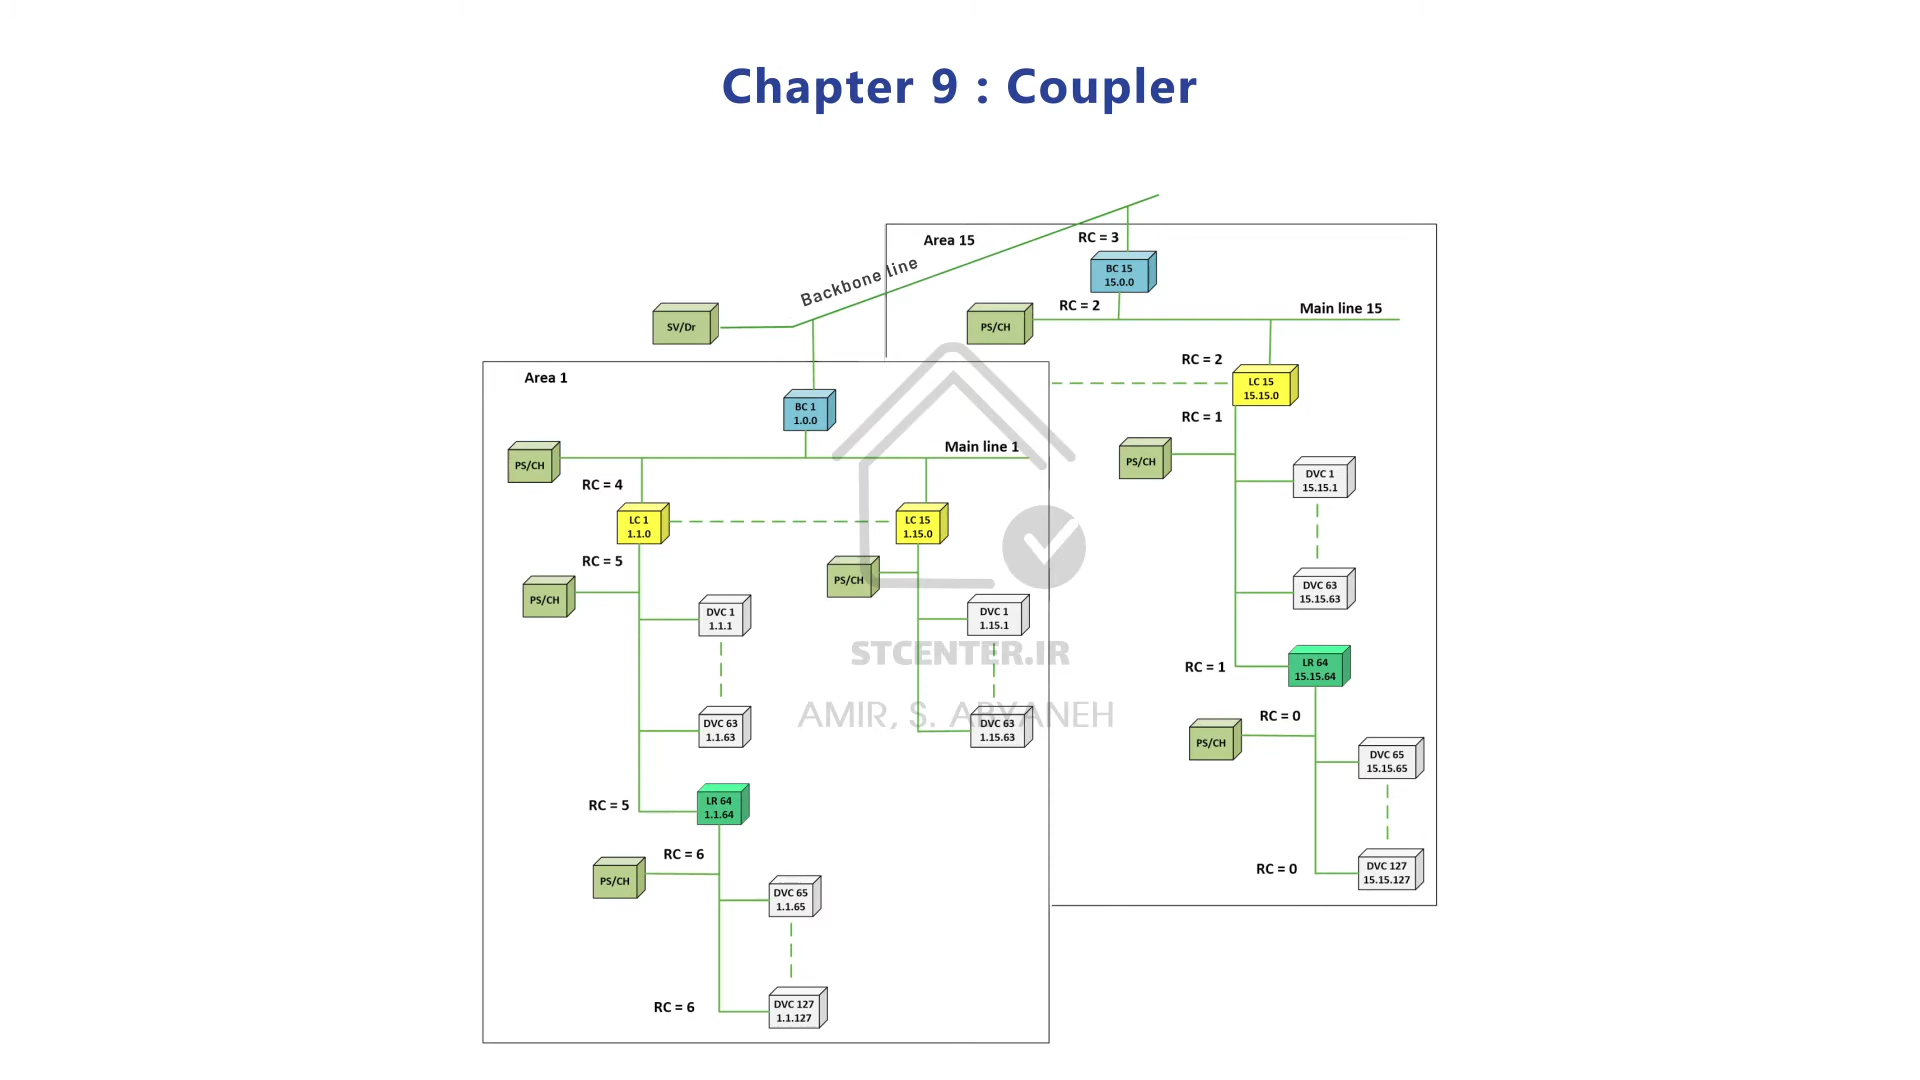 Chapter 9 : Coupler
Area 15
RC = 3
BC 15
15.0.0
Backbone line
SV/Dr
PS/CH
RC = 2
Main line 15
RC = 2
LC 15
15.15.0
RC = 1
PS/CH
DVC 1
15.15.1
DVC 63
15.15.63
RC = 1
LR 64
15.15.64
RC = 0
PS/CH
DVC 65
15.15.65
RC = 0
DVC 127
15.15.127
Area 1
BC 1
1.0.0
PS/CH
Main line 1
RC = 4
LC 1
1.1.0
LC 15
1.15.0
RC = 5
PS/CH
PS/CH
DVC 1
1.1.1
DVC 1
1.15.1
STCENTER.IR
AMIR, S. ARYANEH
DVC 63
1.1.63
DVC 63
1.15.63
RC = 5
LR 64
1.1.64
RC = 6
PS/CH
DVC 65
1.1.65
RC = 6
DVC 127
1.1.127